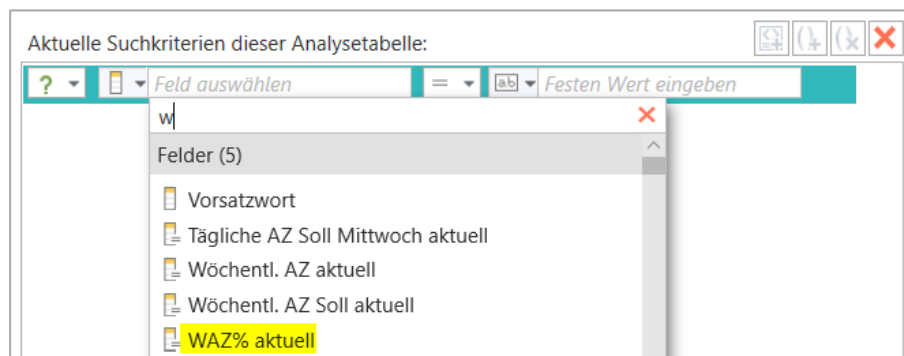 Aktuelle Suchkriterien dieser Analysetabelle:
? Feld auswählen = ab Festen Wert eingeben
w
Felder (5)
Vorsatzwort
Tägliche AZ Soll Mittwoch aktuell
Wöchentl. AZ aktuell
Wöchentl. AZ Soll aktuell
WAZ% aktuell